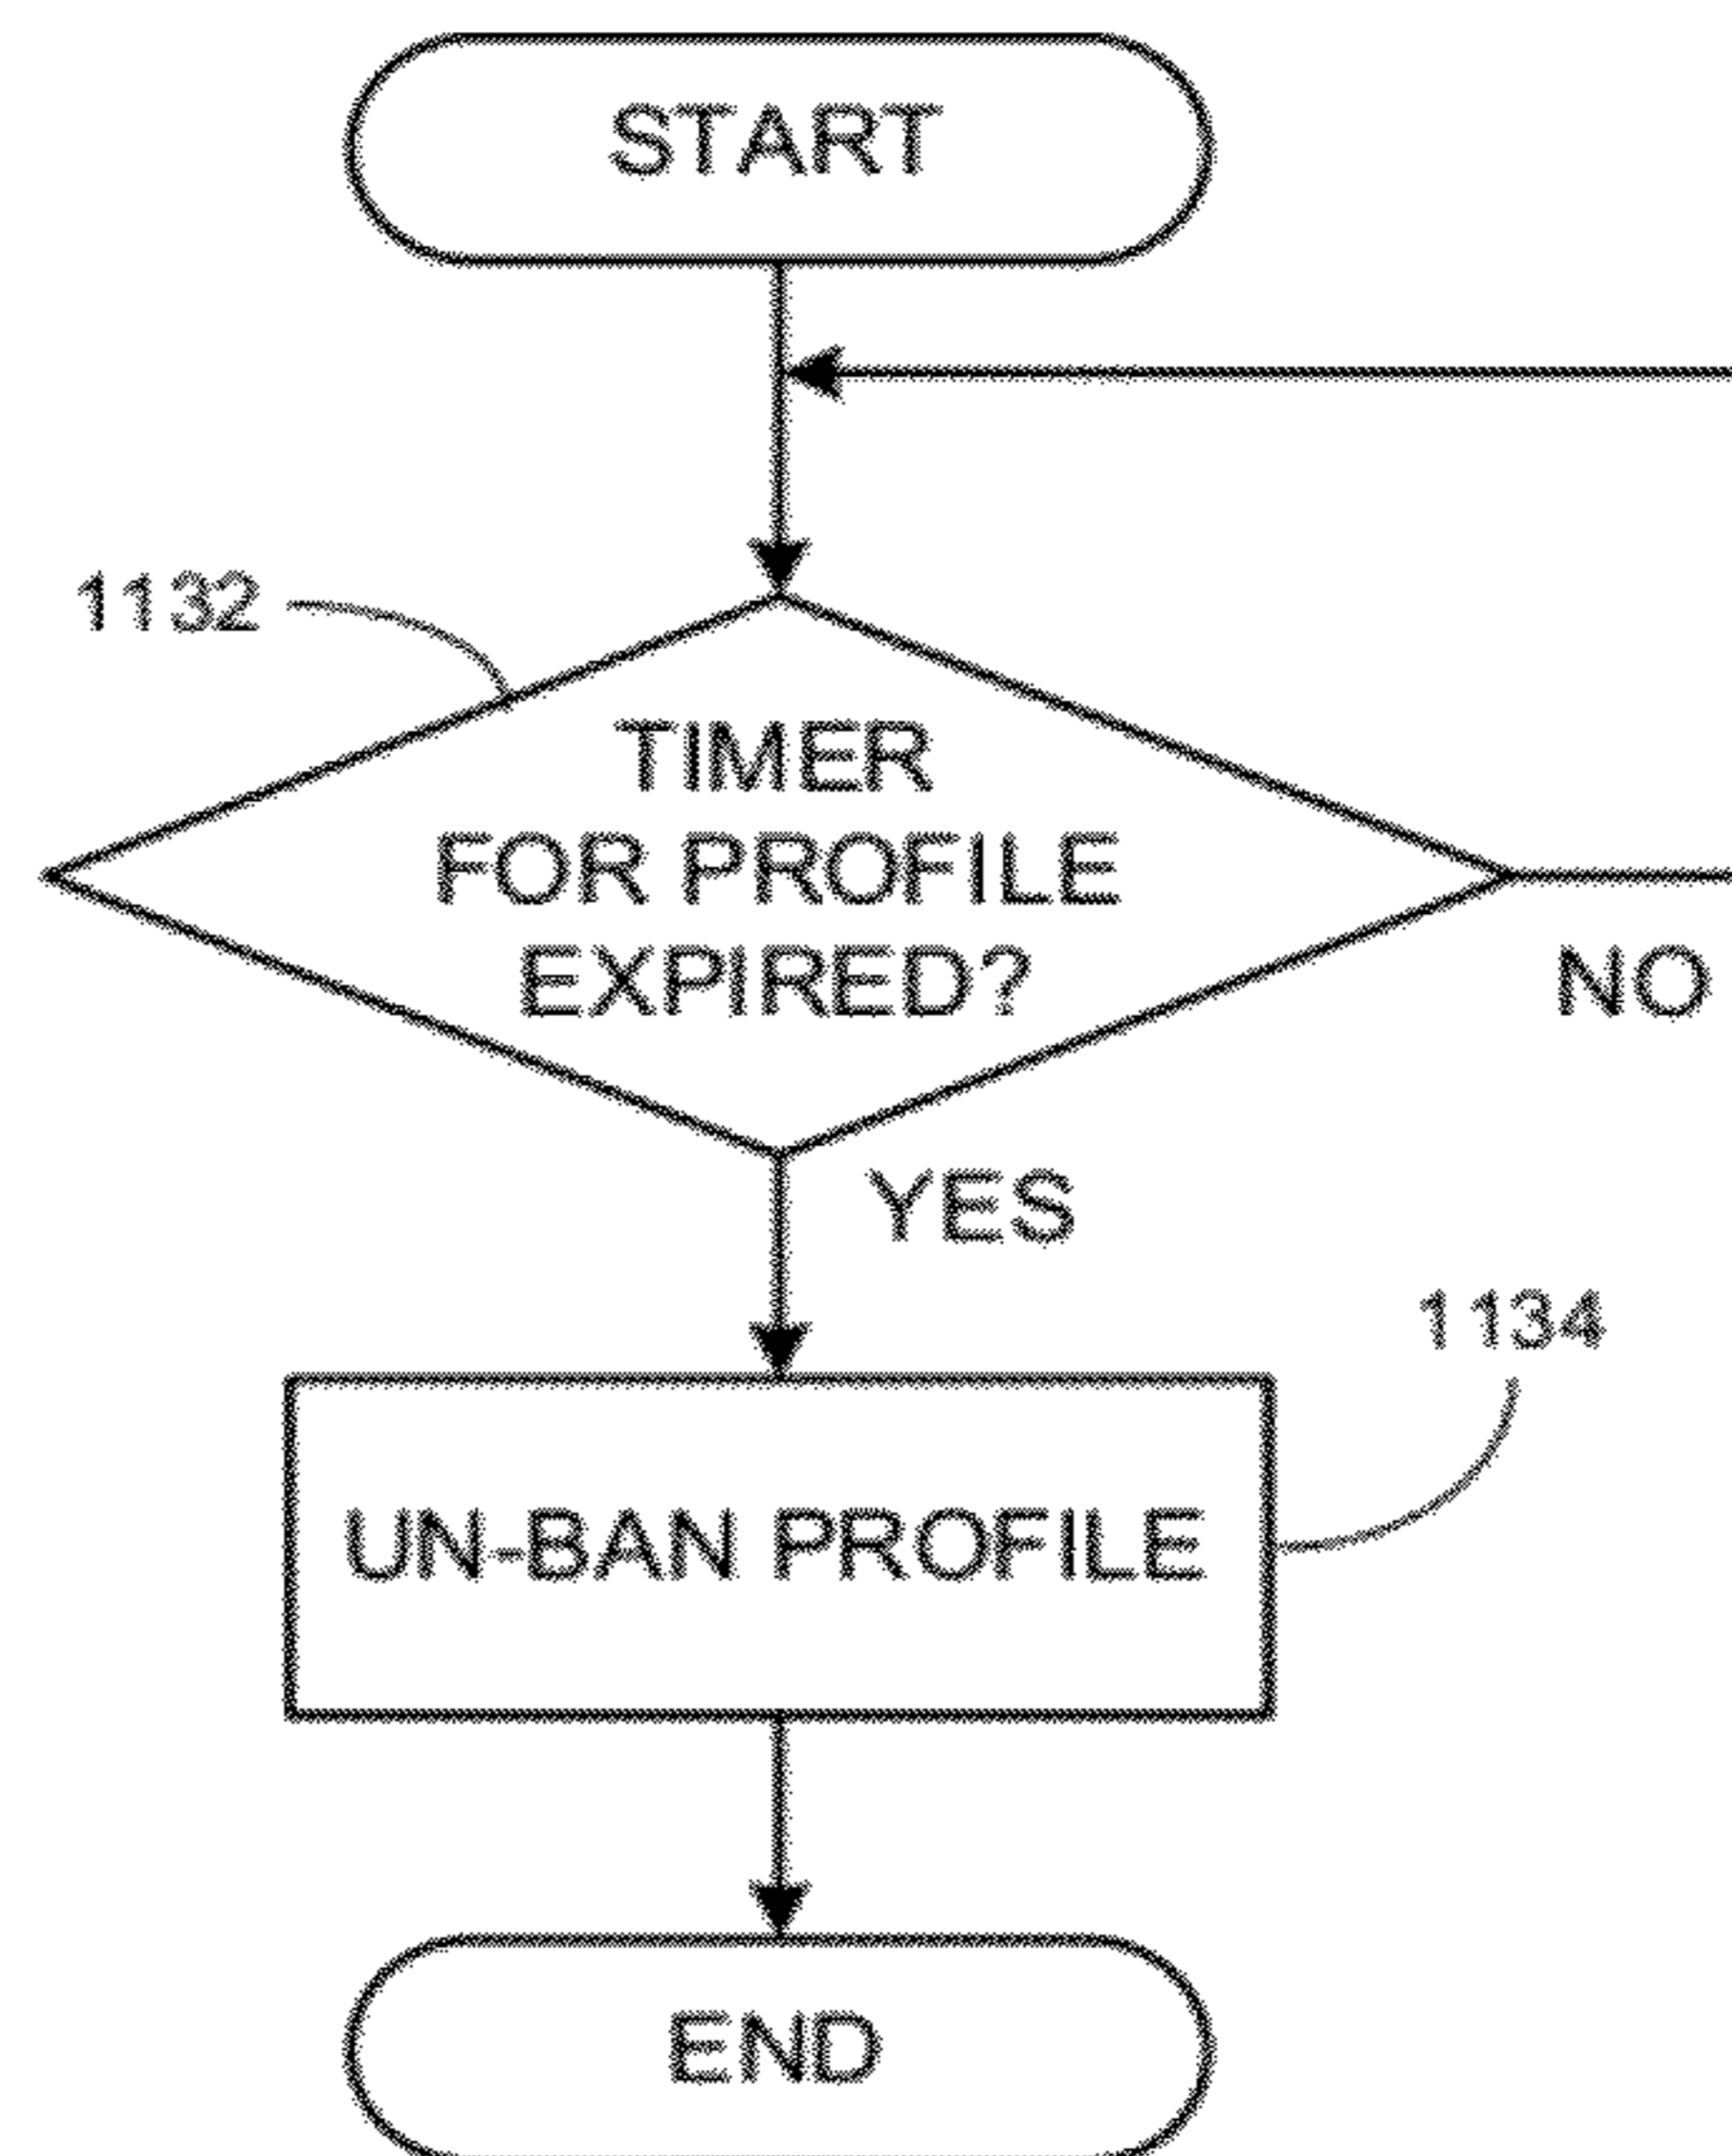 START
1132
TIMER
FOR PROFILE
EXPIRED?
NO
YES
1134
UN-BAN PROFILE
END